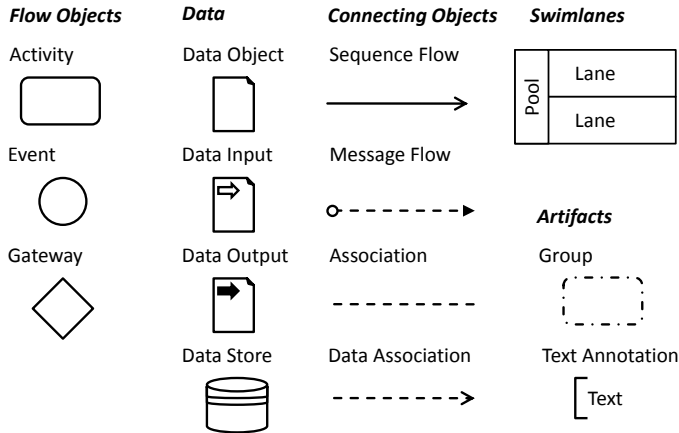 Flow Objects
Data
Connecting Objects
Swimlanes
Activity
Data Object
Sequence Flow
Pool
Lane
Lane
Event
Data Input
Message Flow
Artifacts
Gateway
Data Output
Association
Group
Data Store
Data Association
Text Annotation
Text